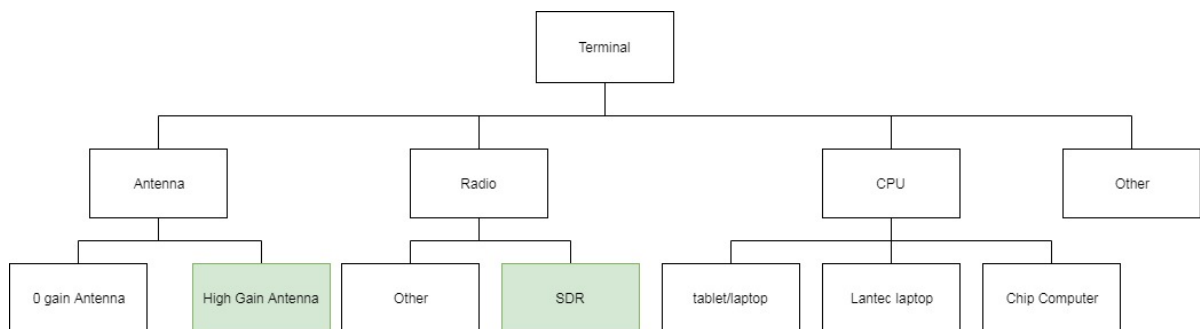 Terminal
Antenna
Radio
CPU
Other
0 gain Antenna
High Gain Antenna
Other
SDR
tablet/laptop
Lantec laptop
Chip Computer